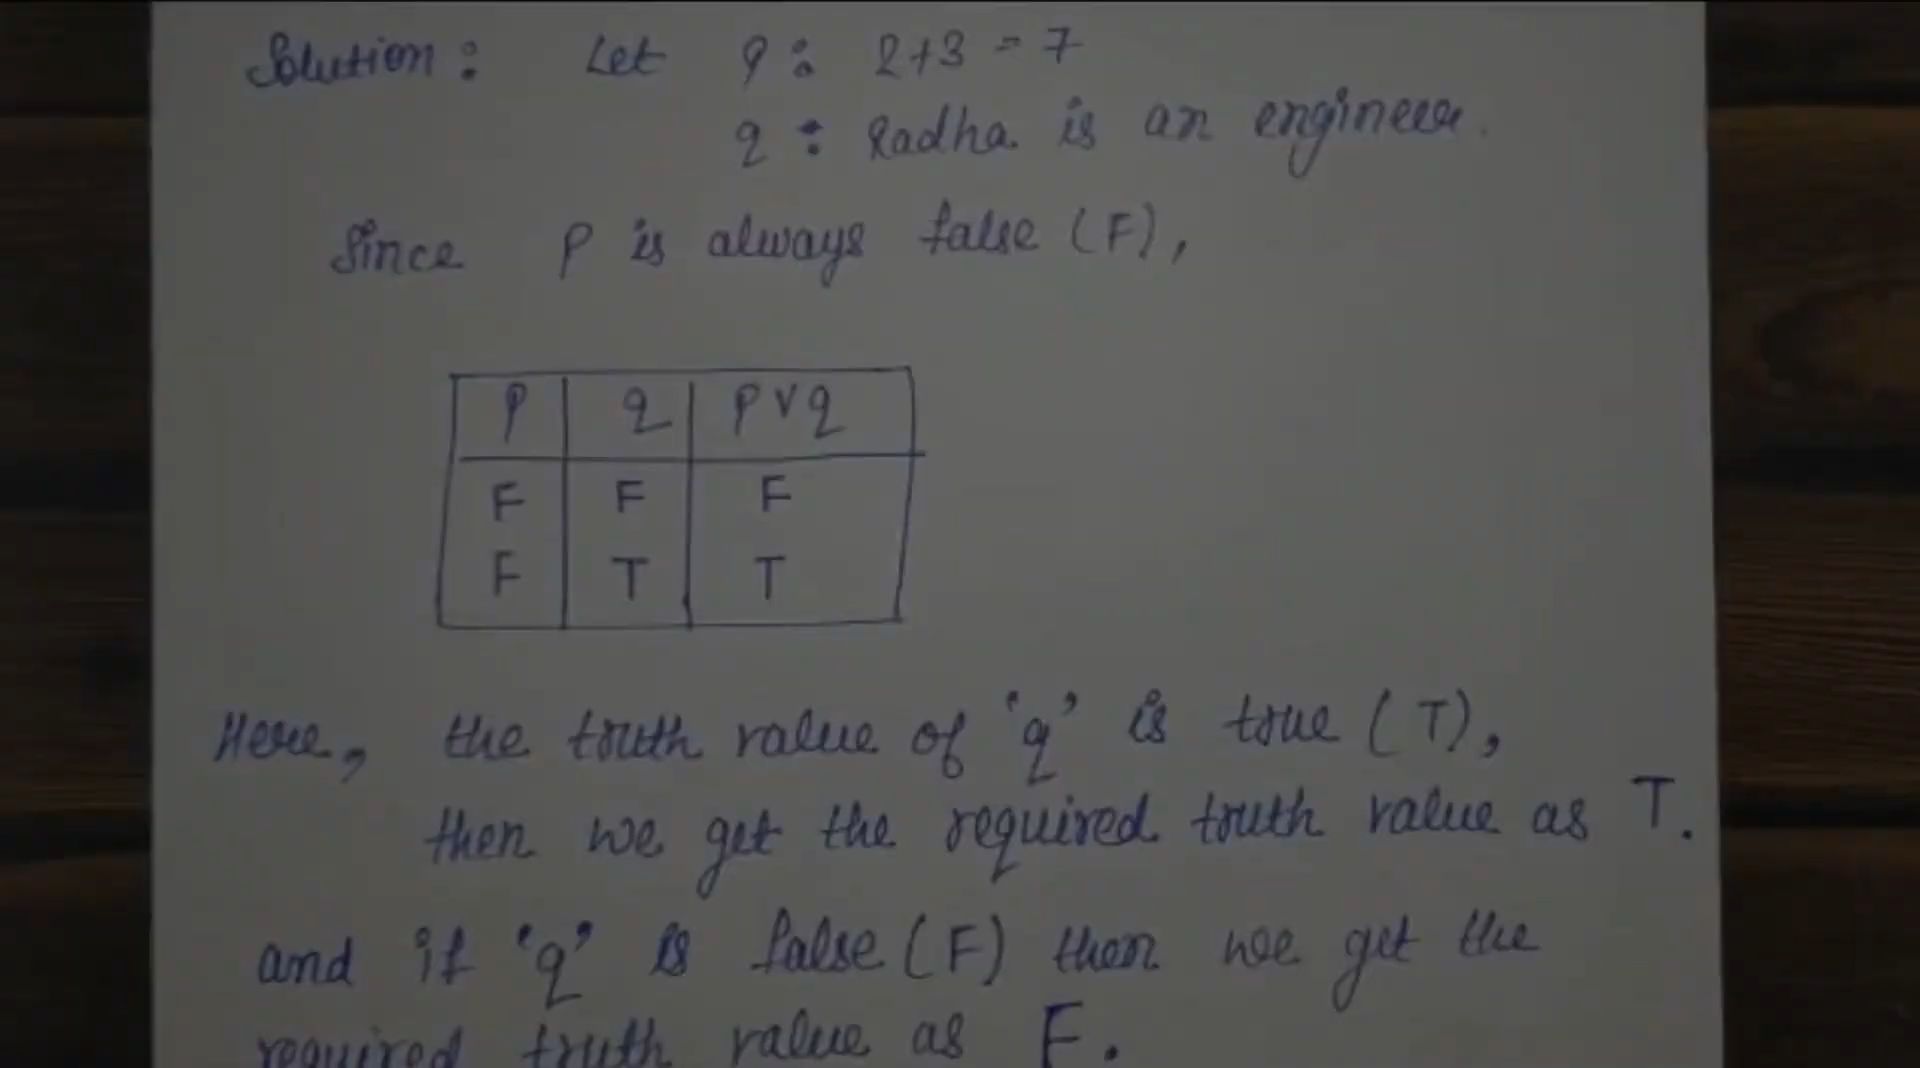 Solution: Let p: 2+3 = 7
q: Radha is an engineer.
Since p is always false (F),
p q p∨q
F F F
F T T
Here, the truth value of 'q' is true (T),
then we get the required truth value as T.
and if 'q' is false (F) then we get the
required truth value as F.